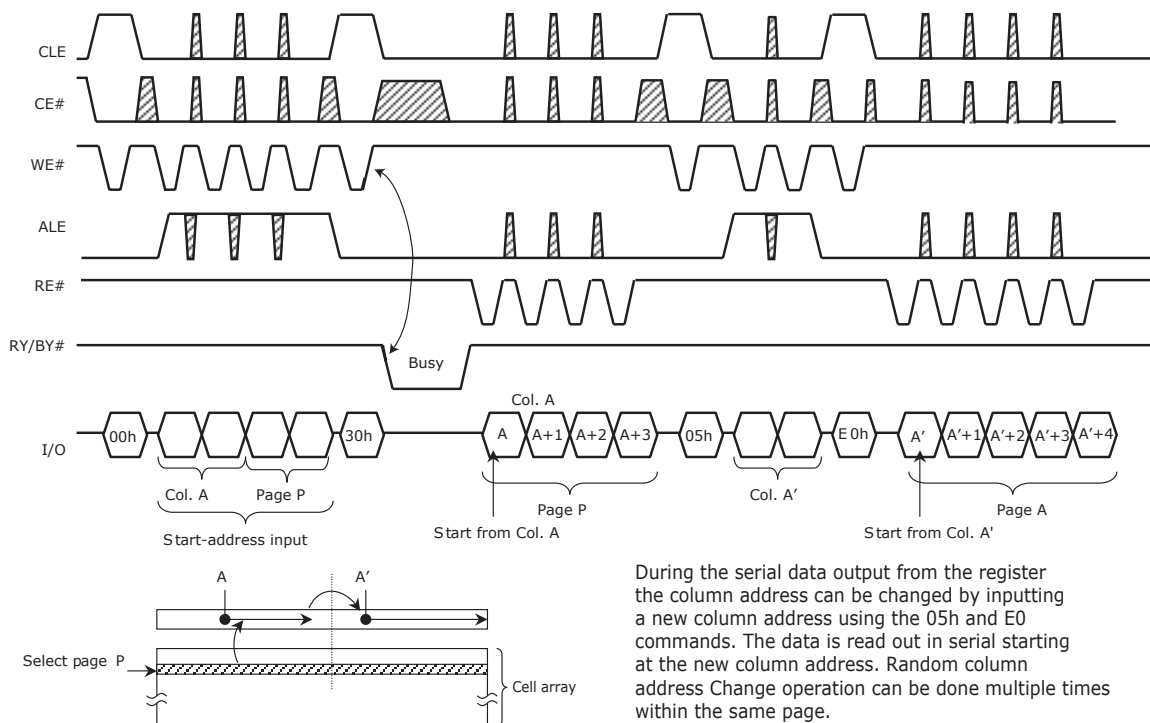 CLE
CE#
WE#
ALE
RE#
RY/BY#
Busy
Col. A
I/O
00h
30h
A
A+1
A+2
A+3
05h
E0h
A'
A'+1
A'+2
A'+3
A'+4
Col. A
Page P
Start-address input
Page P
Start from Col. A
Col. A'
Page A
Start from Col. A'
A
A'
Select page P
Cell array
During the serial data output from the register
the column address can be changed by inputting
a new column address using the 05h and E0
commands. The data is read out in serial starting
at the new column address. Random column
address Change operation can be done multiple times
within the same page.